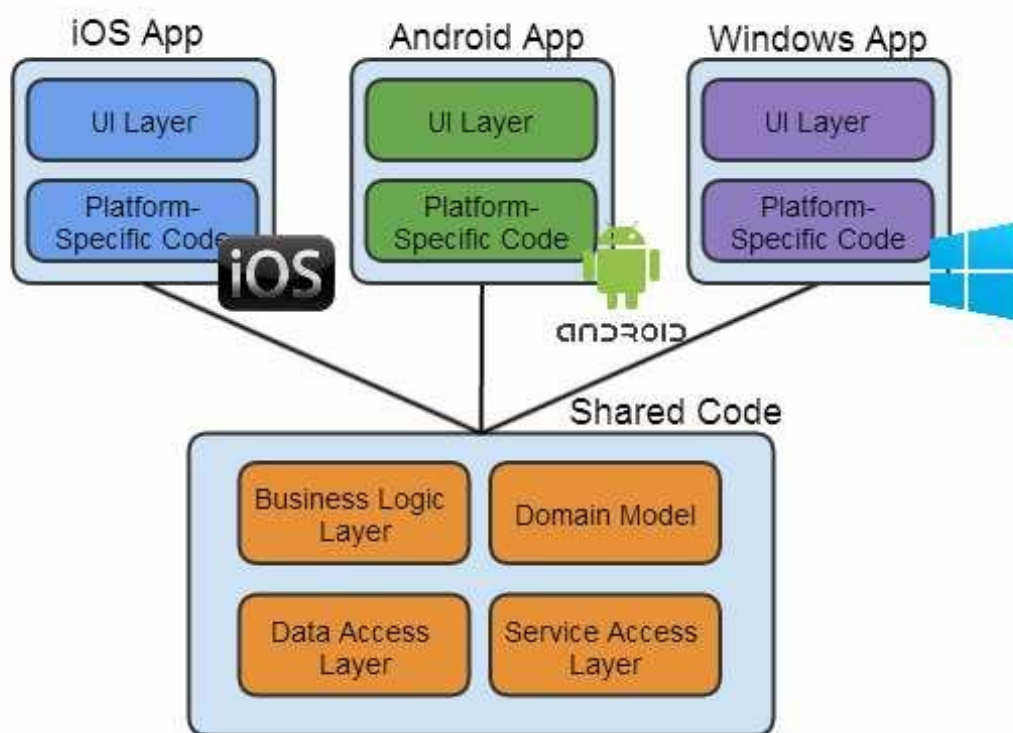 iOS App
Android App
Windows App
UI Layer
UI Layer
UI Layer
Platform-
Specific Code
Platform-
Specific Code
Platform-
Specific Code
iOS
ANDROID
Shared Code
Business Logic
Layer
Domain Model
Data Access
Layer
Service Access
Layer